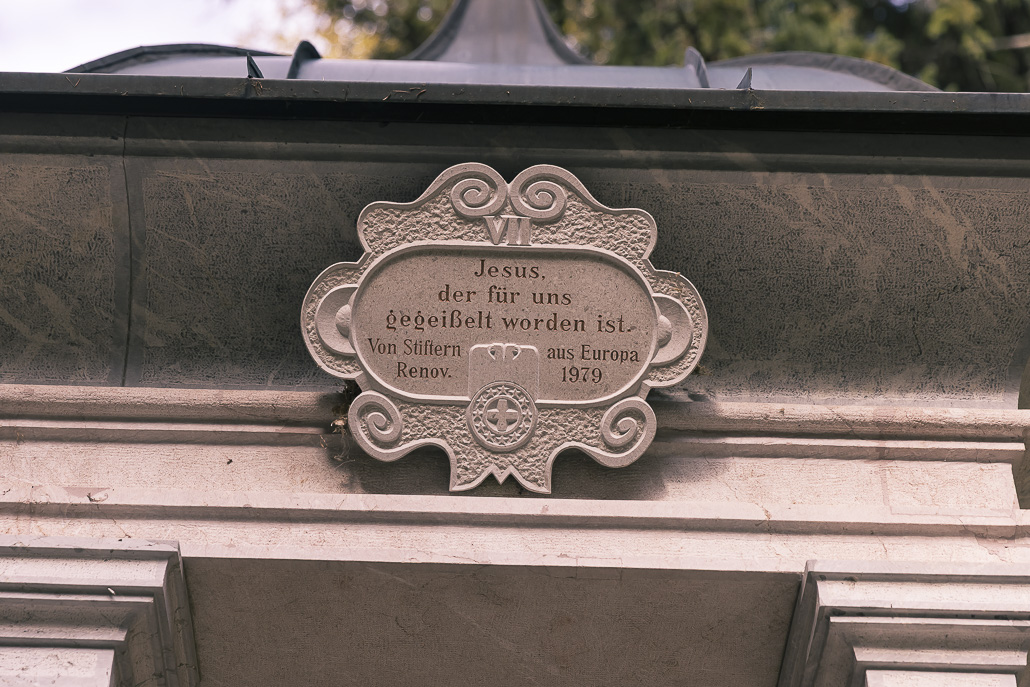 VII
Jesus,
der für uns
gegeißelt worden ist.
Von Stiftern aus Europa
Renov. 1979